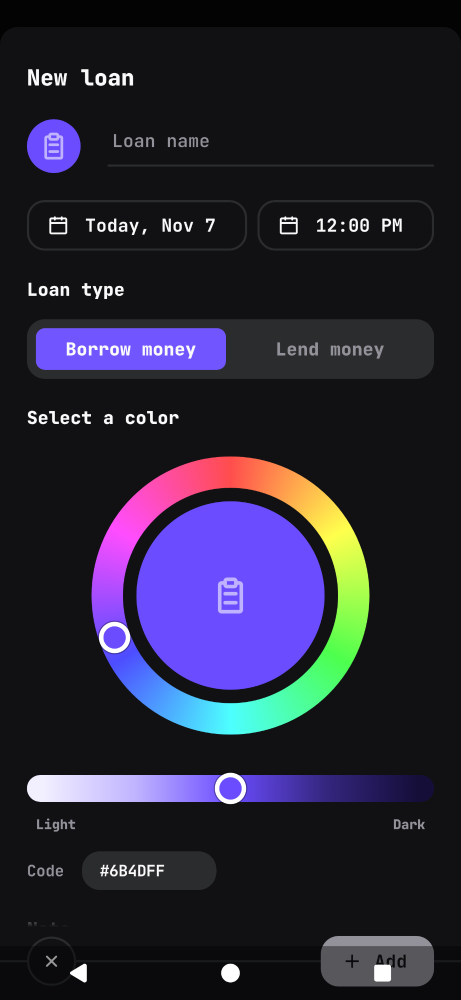 New loan
Loan name
Today, Nov 7
12:00 PM
Loan type
Borrow money
Lend money
Select a color
Light
Dark
Code
#6B4DFF
Add